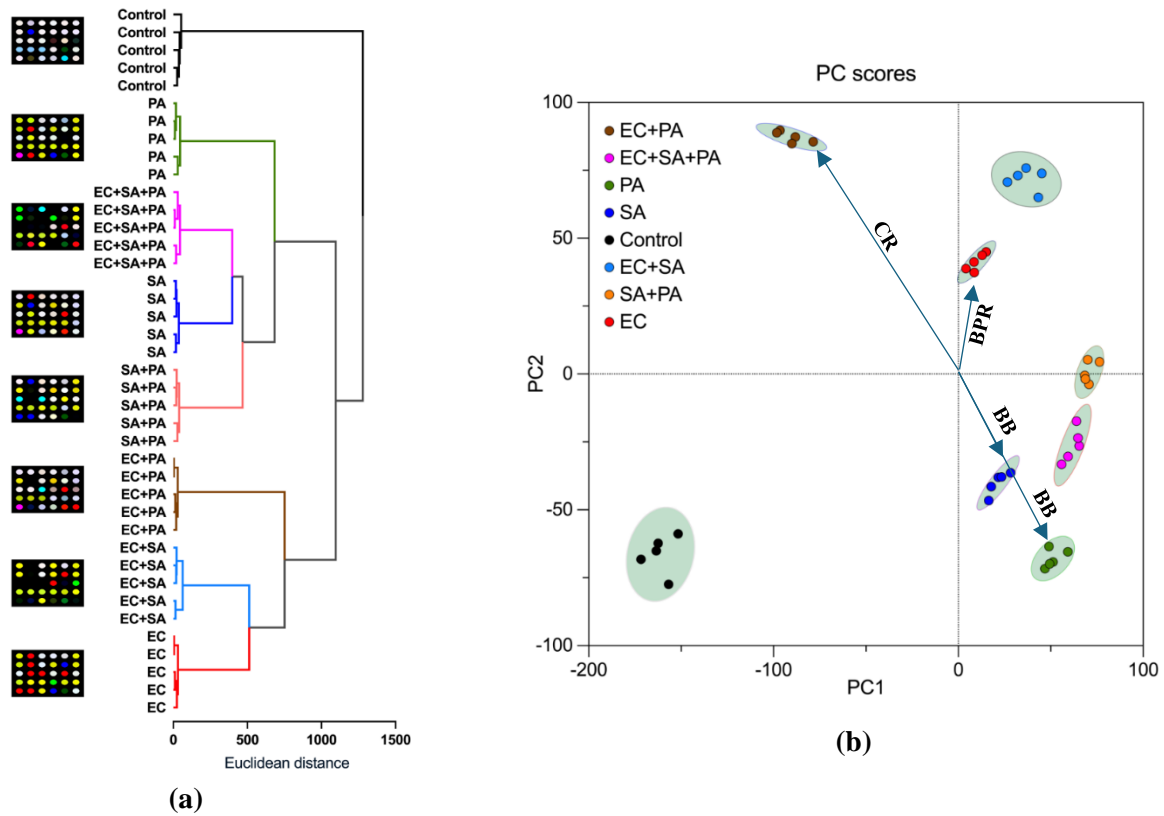 Control
Control
Control
Control
Control
PA
PA
PA
PA
PA
EC+SA+PA
EC+SA+PA
EC+SA+PA
EC+SA+PA
EC+SA+PA
SA
SA
SA
SA
SA
SA+PA
SA+PA
SA+PA
SA+PA
SA+PA
EC+PA
EC+PA
EC+PA
EC+PA
EC+PA
EC+SA
EC+SA
EC+SA
EC+SA
EC+SA
EC
EC
EC
EC
EC
0 500 1000 1500
Euclidean distance
(a)
PC scores
100
50
0
-50
-100
PC2
EC+PA
EC+SA+PA
PA
SA
Control
EC+SA
SA+PA
EC
CR
BPR
BB
BB
-200 -100 0 100
PC1
(b)